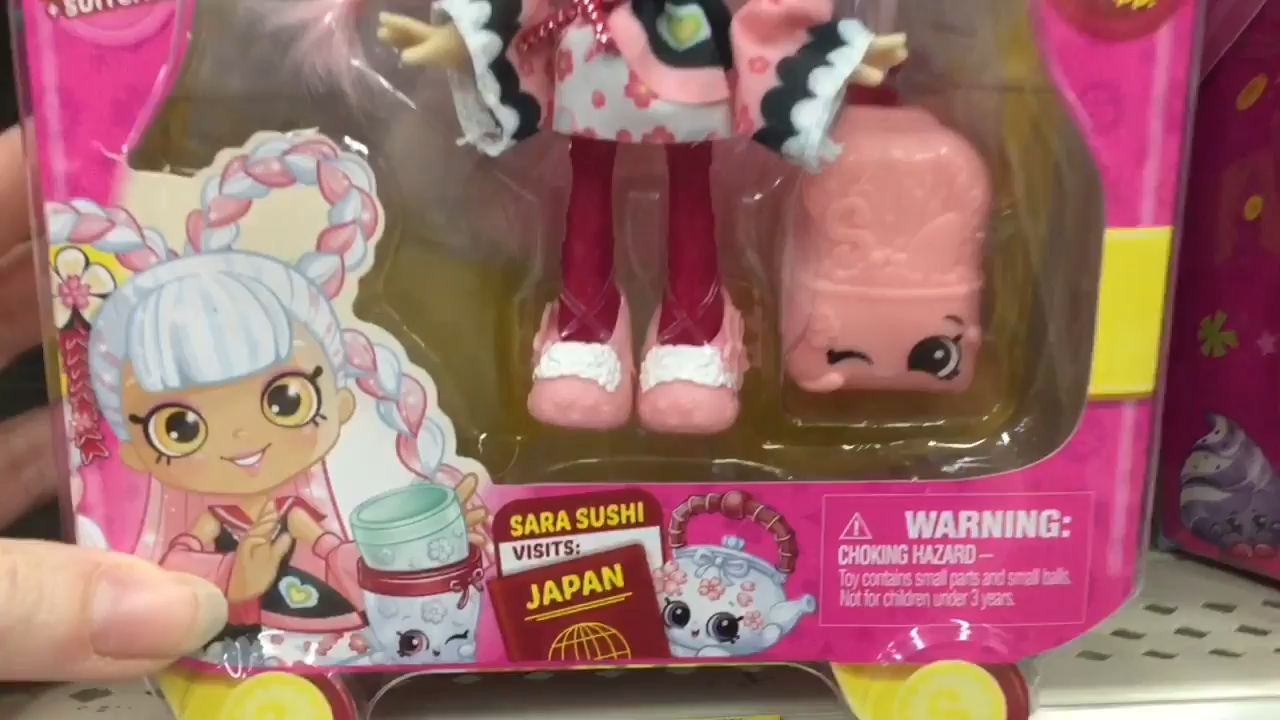 SARA SUSHI
VISITS:
JAPAN
WARNING:
CHOKING HAZARD –
Toy contains small parts and small balls.
Not for children under 3 years.